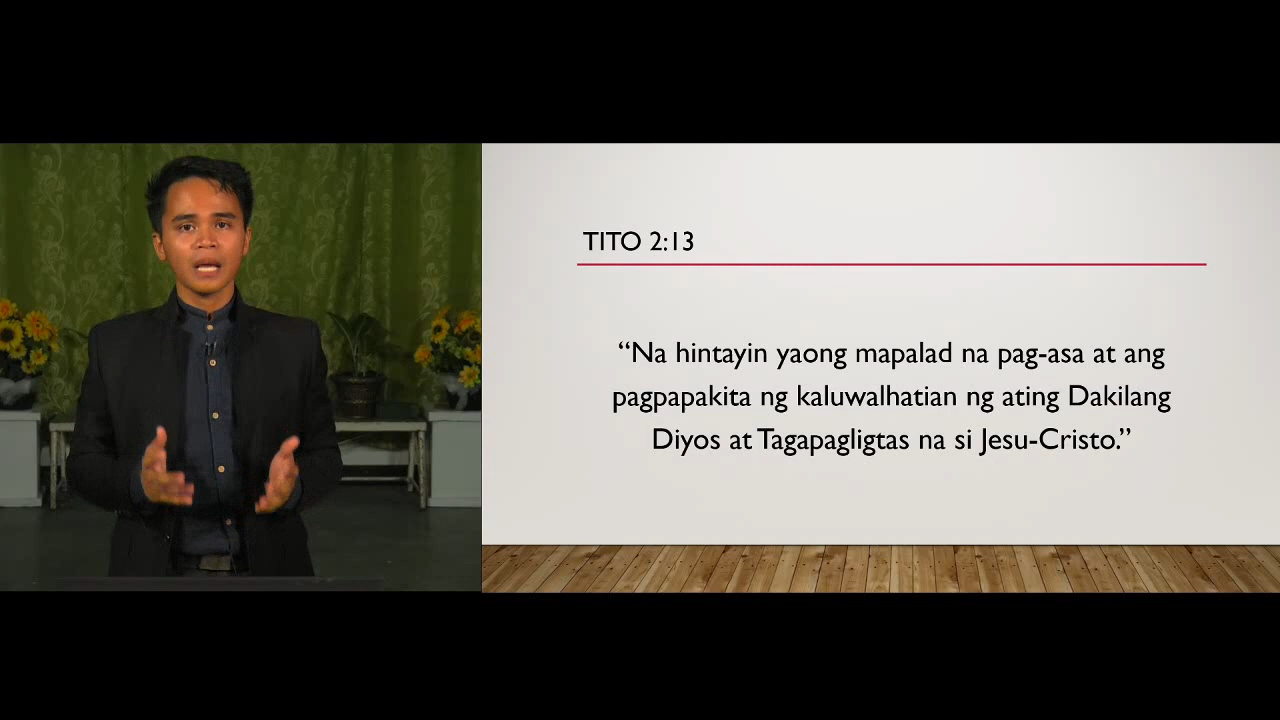 TITO 2:13
“Na hintayin yaong mapalad na pag-asa at ang
pagpapakita ng kaluwalhatian ng ating Dakilang
Diyos at Tagapagligtas na si Jesu-Cristo.”